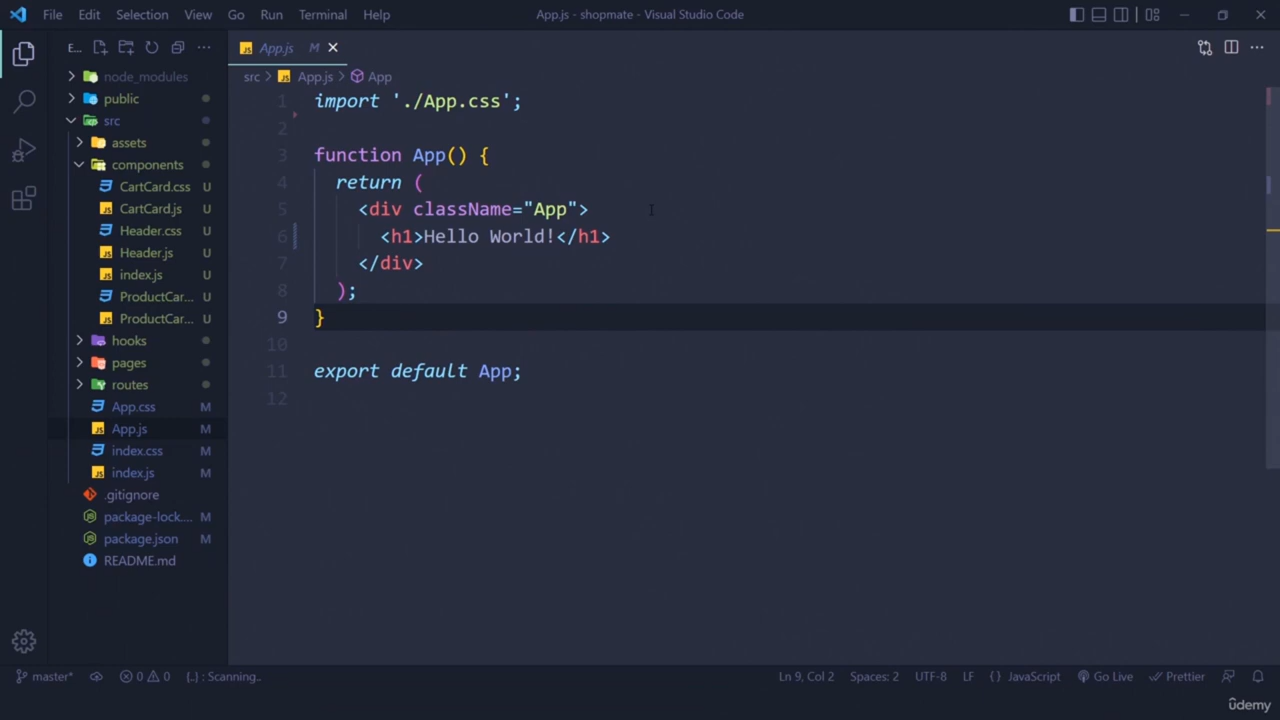 File Edit Selection View Go Run Terminal Help App.js - shopmate - Visual Studio Code
E...
App.js M
node_modules
public
src
assets
components
CartCard.css U
CartCard.js U
Header.css U
Header.js U
index.js U
ProductCar... U
ProductCar... U
hooks
pages
routes
App.css M
App.js M
index.css M
index.js M
.gitignore
package-lock.... M
package.json M
README.md
src > App.js > App
1 import './App.css';
2
3 function App() {
4 return (
5 <div className="App">
6 <h1>Hello World!</h1>
7 </div>
8 );
9 }
10
11 export default App;
12
master* 0 0 {..} : Scanning.. Ln 9, Col 2 Spaces: 2 UTF-8 LF { } JavaScript Go Live Prettier
ûdemy